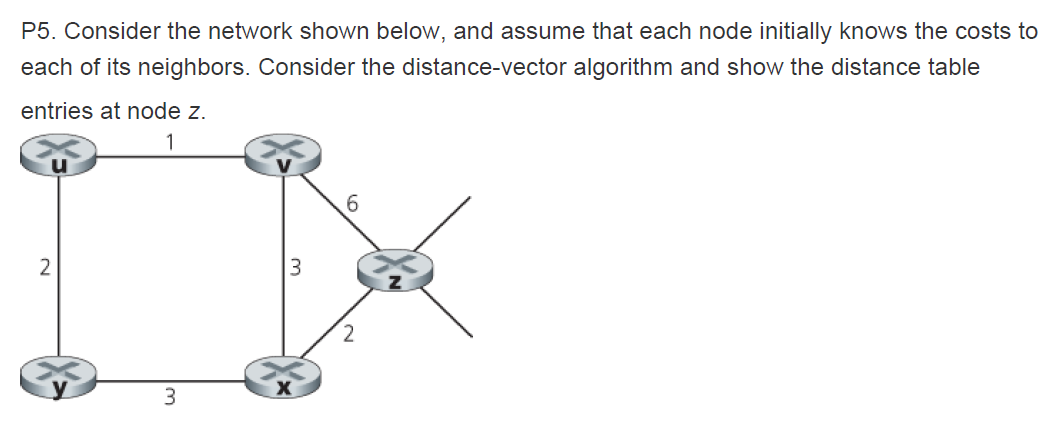 P5. Consider the network shown below, and assume that each node initially knows the costs to
each of its neighbors. Consider the distance-vector algorithm and show the distance table
entries at node z.
1
u
v
6
2
3
z
2
y
x
3